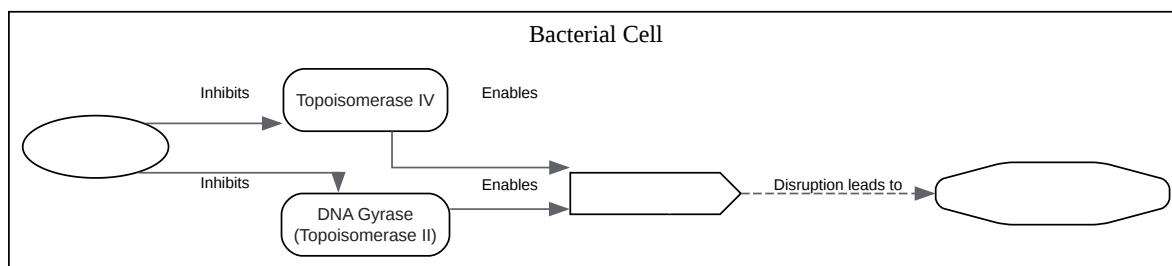 Bacterial Cell
Inhibits
Topoisomerase IV
Enables
Inhibits
DNA Gyrase
(Topoisomerase II)
Enables
Disruption leads to